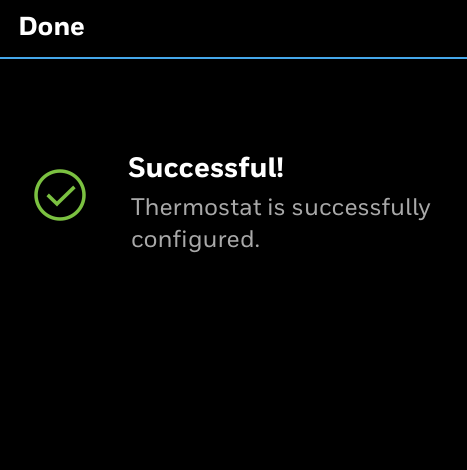 Done
Successful!
Thermostat is successfully
configured.